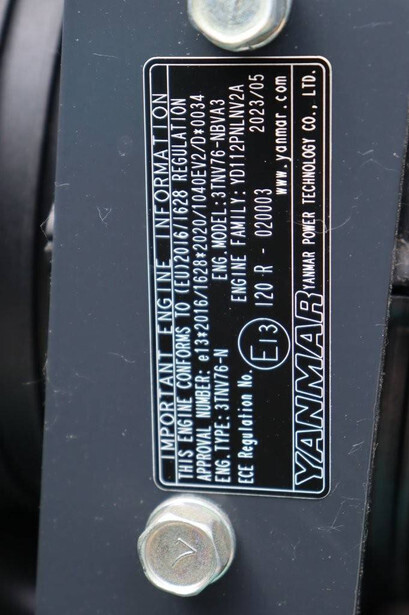 IMPORTANT ENGINE INFORMATION
THIS ENGINE CONFORMS TO (EU)2016/1628 REGULATION
APPROVAL NUMBER: e13*2016/1628*2020/1040EV2/D*0034
ENG. TYPE: 3TNV76-N ENG. MODEL: 3TNV76-NBVA3
ENGINE FAMILY: YD112PNLNV2A
ECE Regulation No. E13 120 R - 020003 2023/05
www.yanmar.com
YANMAR YANMAR POWER TECHNOLOGY CO., LTD.